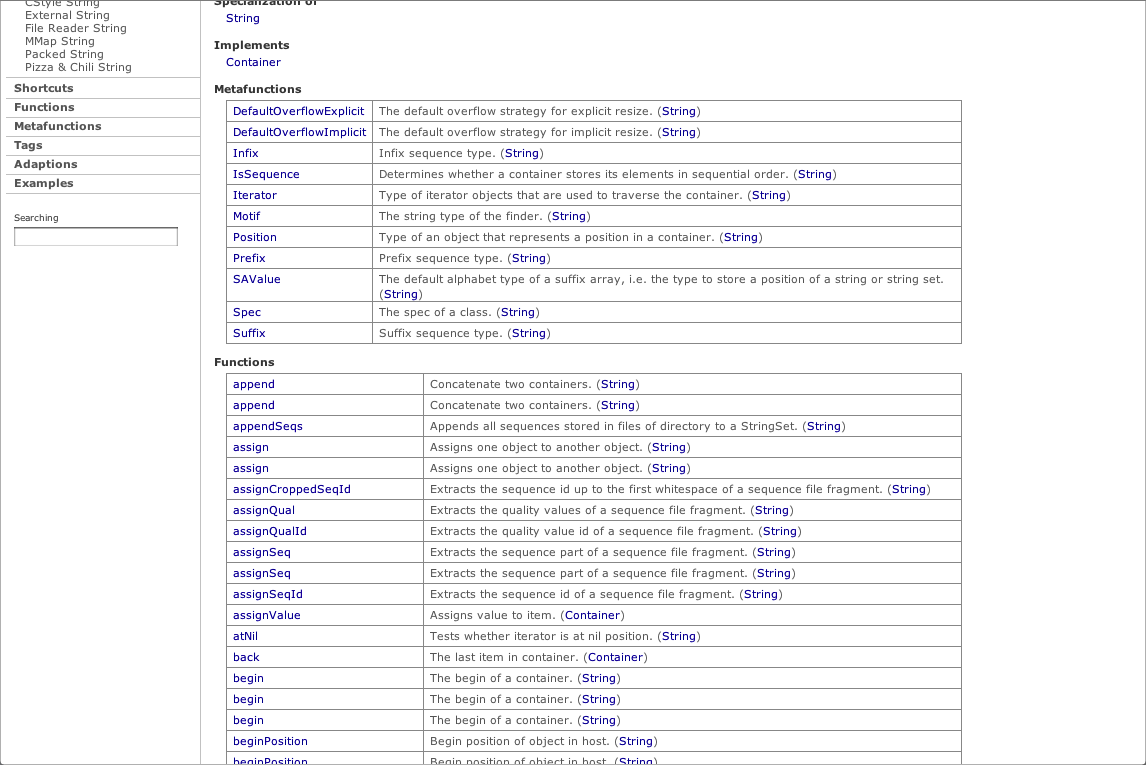 CStyle String
External String
File Reader String
MMap String
Packed String
Pizza & Chili String
Shortcuts
Functions
Metafunctions
Tags
Adaptions
Examples
Searching
Specialization of
String
Implements
Container
Metafunctions
DefaultOverflowExplicit The default overflow strategy for explicit resize. (String)
DefaultOverflowImplicit The default overflow strategy for implicit resize. (String)
Infix Infix sequence type. (String)
IsSequence Determines whether a container stores its elements in sequential order. (String)
Iterator Type of iterator objects that are used to traverse the container. (String)
Motif The string type of the finder. (String)
Position Type of an object that represents a position in a container. (String)
Prefix Prefix sequence type. (String)
SAValue The default alphabet type of a suffix array, i.e. the type to store a position of a string or string set.
(String)
Spec The spec of a class. (String)
Suffix Suffix sequence type. (String)
Functions
append Concatenate two containers. (String)
append Concatenate two containers. (String)
appendSeqs Appends all sequences stored in files of directory to a StringSet. (String)
assign Assigns one object to another object. (String)
assign Assigns one object to another object. (String)
assignCroppedSeqId Extracts the sequence id up to the first whitespace of a sequence file fragment. (String)
assignQual Extracts the quality values of a sequence file fragment. (String)
assignQualId Extracts the quality value id of a sequence file fragment. (String)
assignSeq Extracts the sequence part of a sequence file fragment. (String)
assignSeq Extracts the sequence part of a sequence file fragment. (String)
assignSeqId Extracts the sequence id of a sequence file fragment. (String)
assignValue Assigns value to item. (Container)
atNil Tests whether iterator is at nil position. (String)
back The last item in container. (Container)
begin The begin of a container. (String)
begin The begin of a container. (String)
begin The begin of a container. (String)
beginPosition Begin position of object in host. (String)
beginPosition Begin position of object in host. (String)